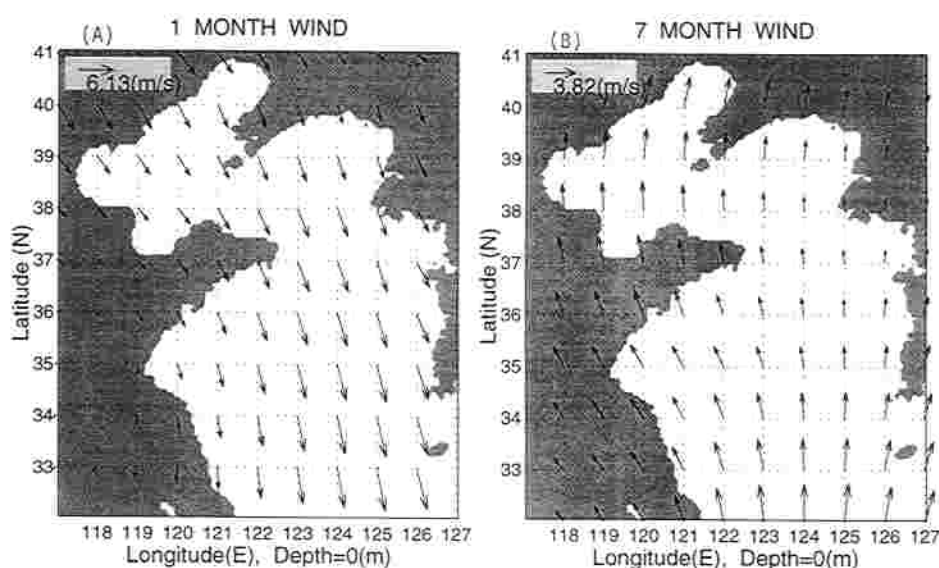 (A) 1 MONTH WIND
6.13(m/s)
41
40
39
38
37
36
35
34
33
Latitude (N)
118 119 120 121 122 123 124 125 126 127
Longitude(E), Depth=0(m)
(B) 7 MONTH WIND
3.82(m/s)
41
40
39
38
37
36
35
34
33
Latitude (N)
118 119 120 121 122 123 124 125 126 127
Longitude(E), Depth=0(m)